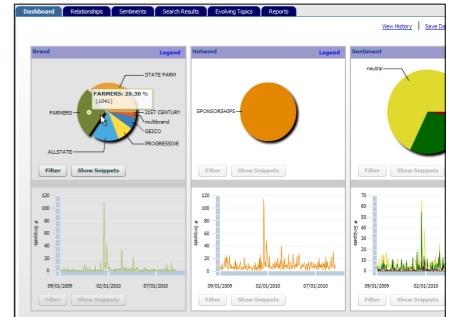 Dashboard Relationships Sentiments Search Results Evolving Topics Reports
View History Save Da
Brand Legend
Hotword Legend
Sentiment
STATE FARM
FARMERS: 29.30 %
(1041)
FARMERS
21ST CENTURY
multibrand
GEICO
PROGRESSIVE
ALLSTATE
SPONSORSHIPS
neutral
Filter Show Snippets
Filter Show Snippets
Filter Show Snippets
120
100
80
60
40
20
0
# Snippets
09/01/2009 02/01/2010 07/01/2010
Filter Show Snippets
120
100
80
60
40
20
0
# Snippets
09/01/2009 02/01/2010 07/01/2010
Filter Show Snippets
70
60
50
40
30
20
10
0
# Snippets
09/01/2009 02/01/2010
Filter Show Snippets